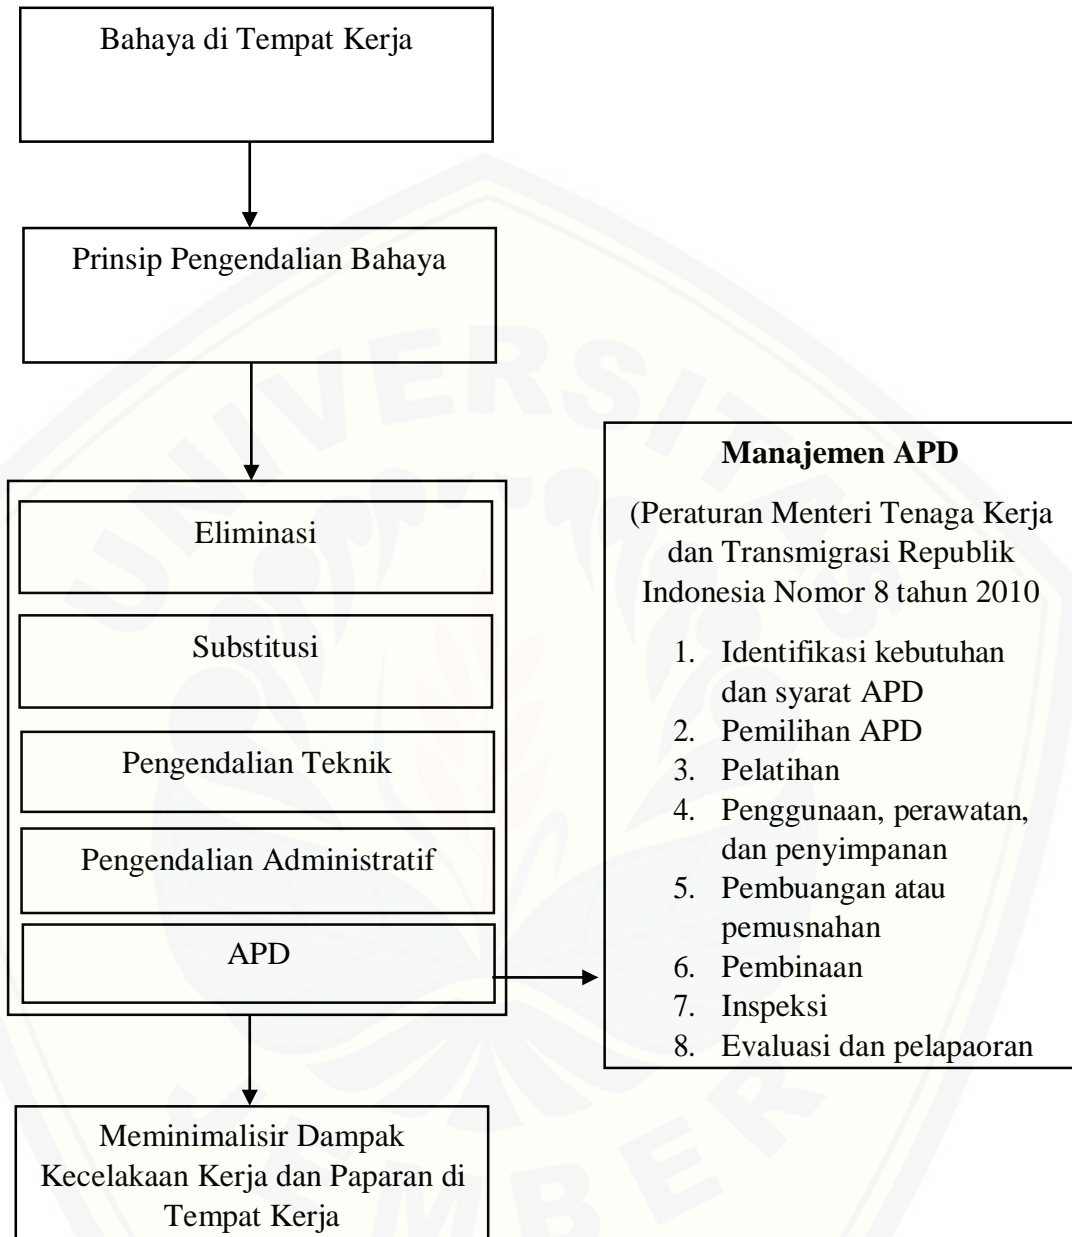 Bahaya di Tempat Kerja
Prinsip Pengendalian Bahaya
Eliminasi
Substitusi
Pengendalian Teknik
Pengendalian Administratif
APD
Manajemen APD
(Peraturan Menteri Tenaga Kerja
dan Transmigrasi Republik
Indonesia Nomor 8 tahun 2010
1. Identifikasi kebutuhan
dan syarat APD
2. Pemilihan APD
3. Pelatihan
4. Penggunaan, perawatan,
dan penyimpanan
5. Pembuangan atau
pemusnahan
6. Pembinaan
7. Inspeksi
8. Evaluasi dan pelapaoran
Meminimalisir Dampak
Kecelakaan Kerja dan Paparan di
Tempat Kerja
UNIVERSITAS